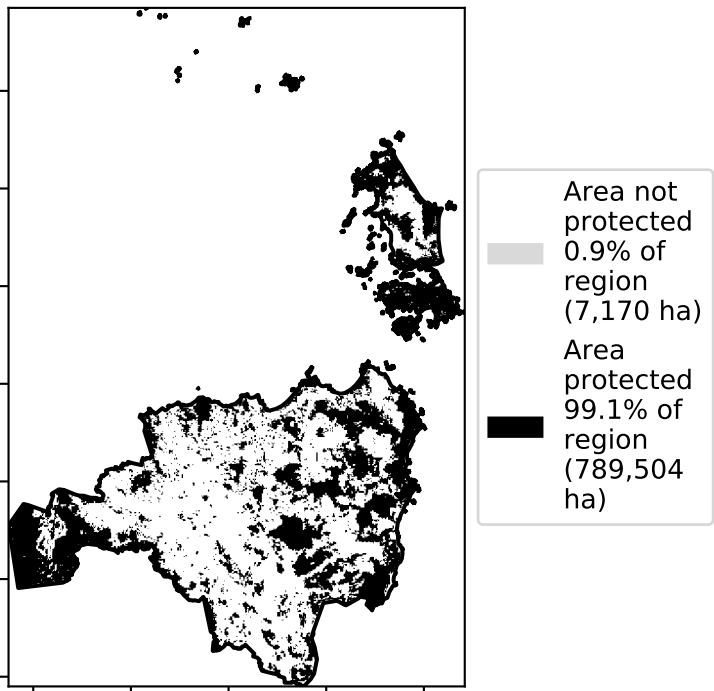 Area not
protected
0.9% of
region
(7,170 ha)
Area
protected
99.1% of
region
(789,504
ha)